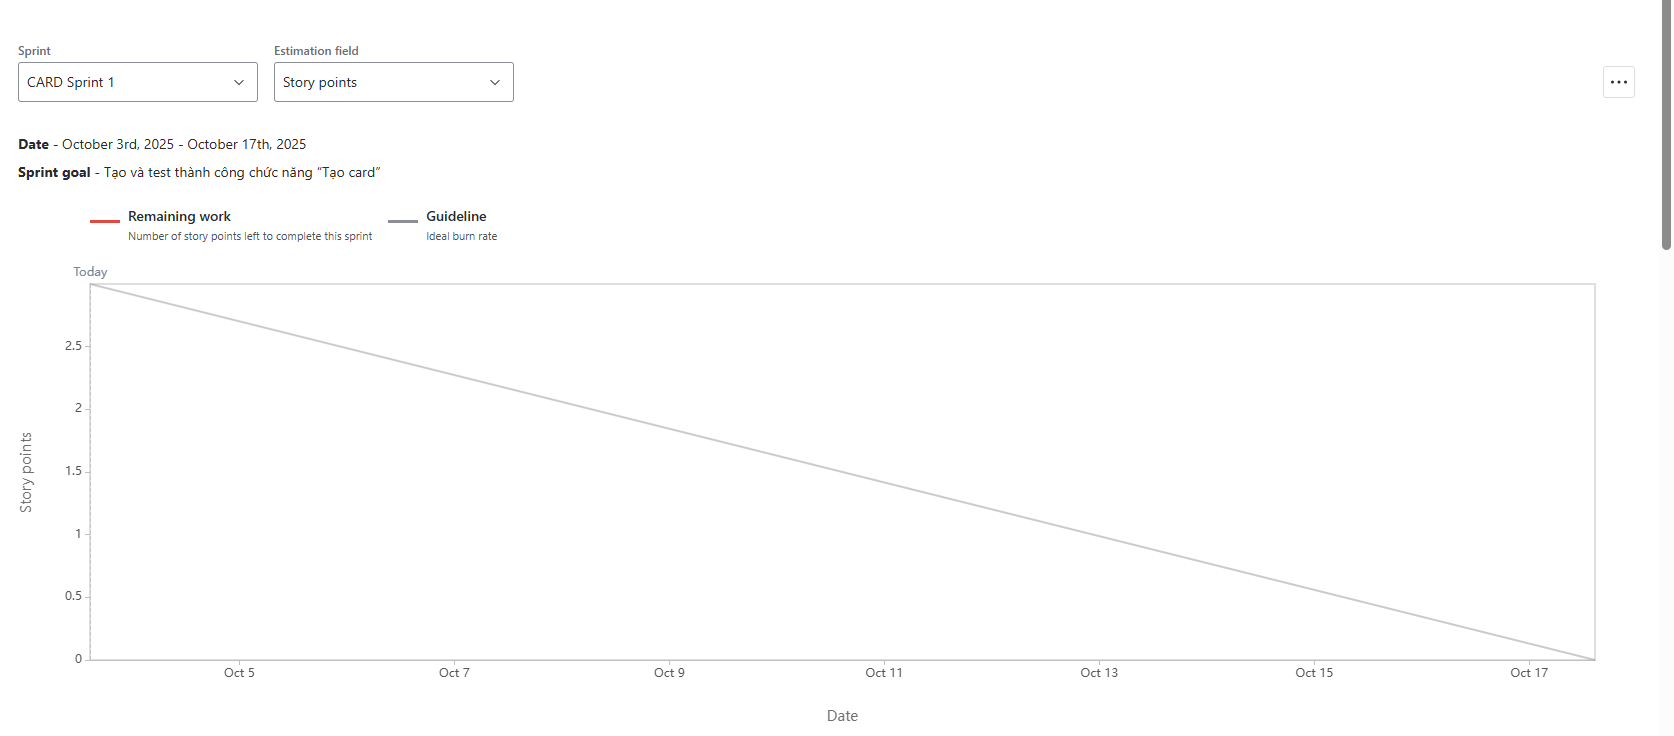 Sprint
Estimation field
CARD Sprint 1
Story points
Date - October 3rd, 2025 - October 17th, 2025
Sprint goal - Tạo và test thành công chức năng “Tạo card”
Remaining work
Number of story points left to complete this sprint
Guideline
Ideal burn rate
Today
2.5
2
1.5
1
0.5
0
Story points
Oct 5
Oct 7
Oct 9
Oct 11
Oct 13
Oct 15
Oct 17
Date